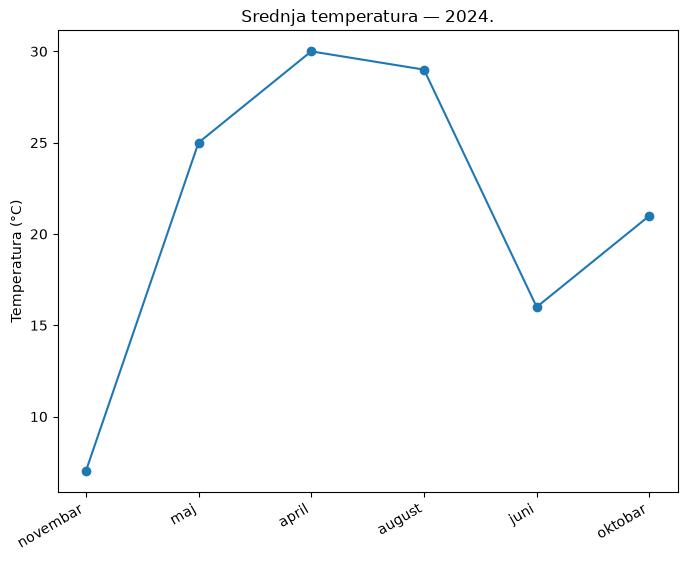 Srednja temperatura — 2024.
Temperatura (°C)
30
25
20
15
10
novembar
maj
april
august
juni
oktobar